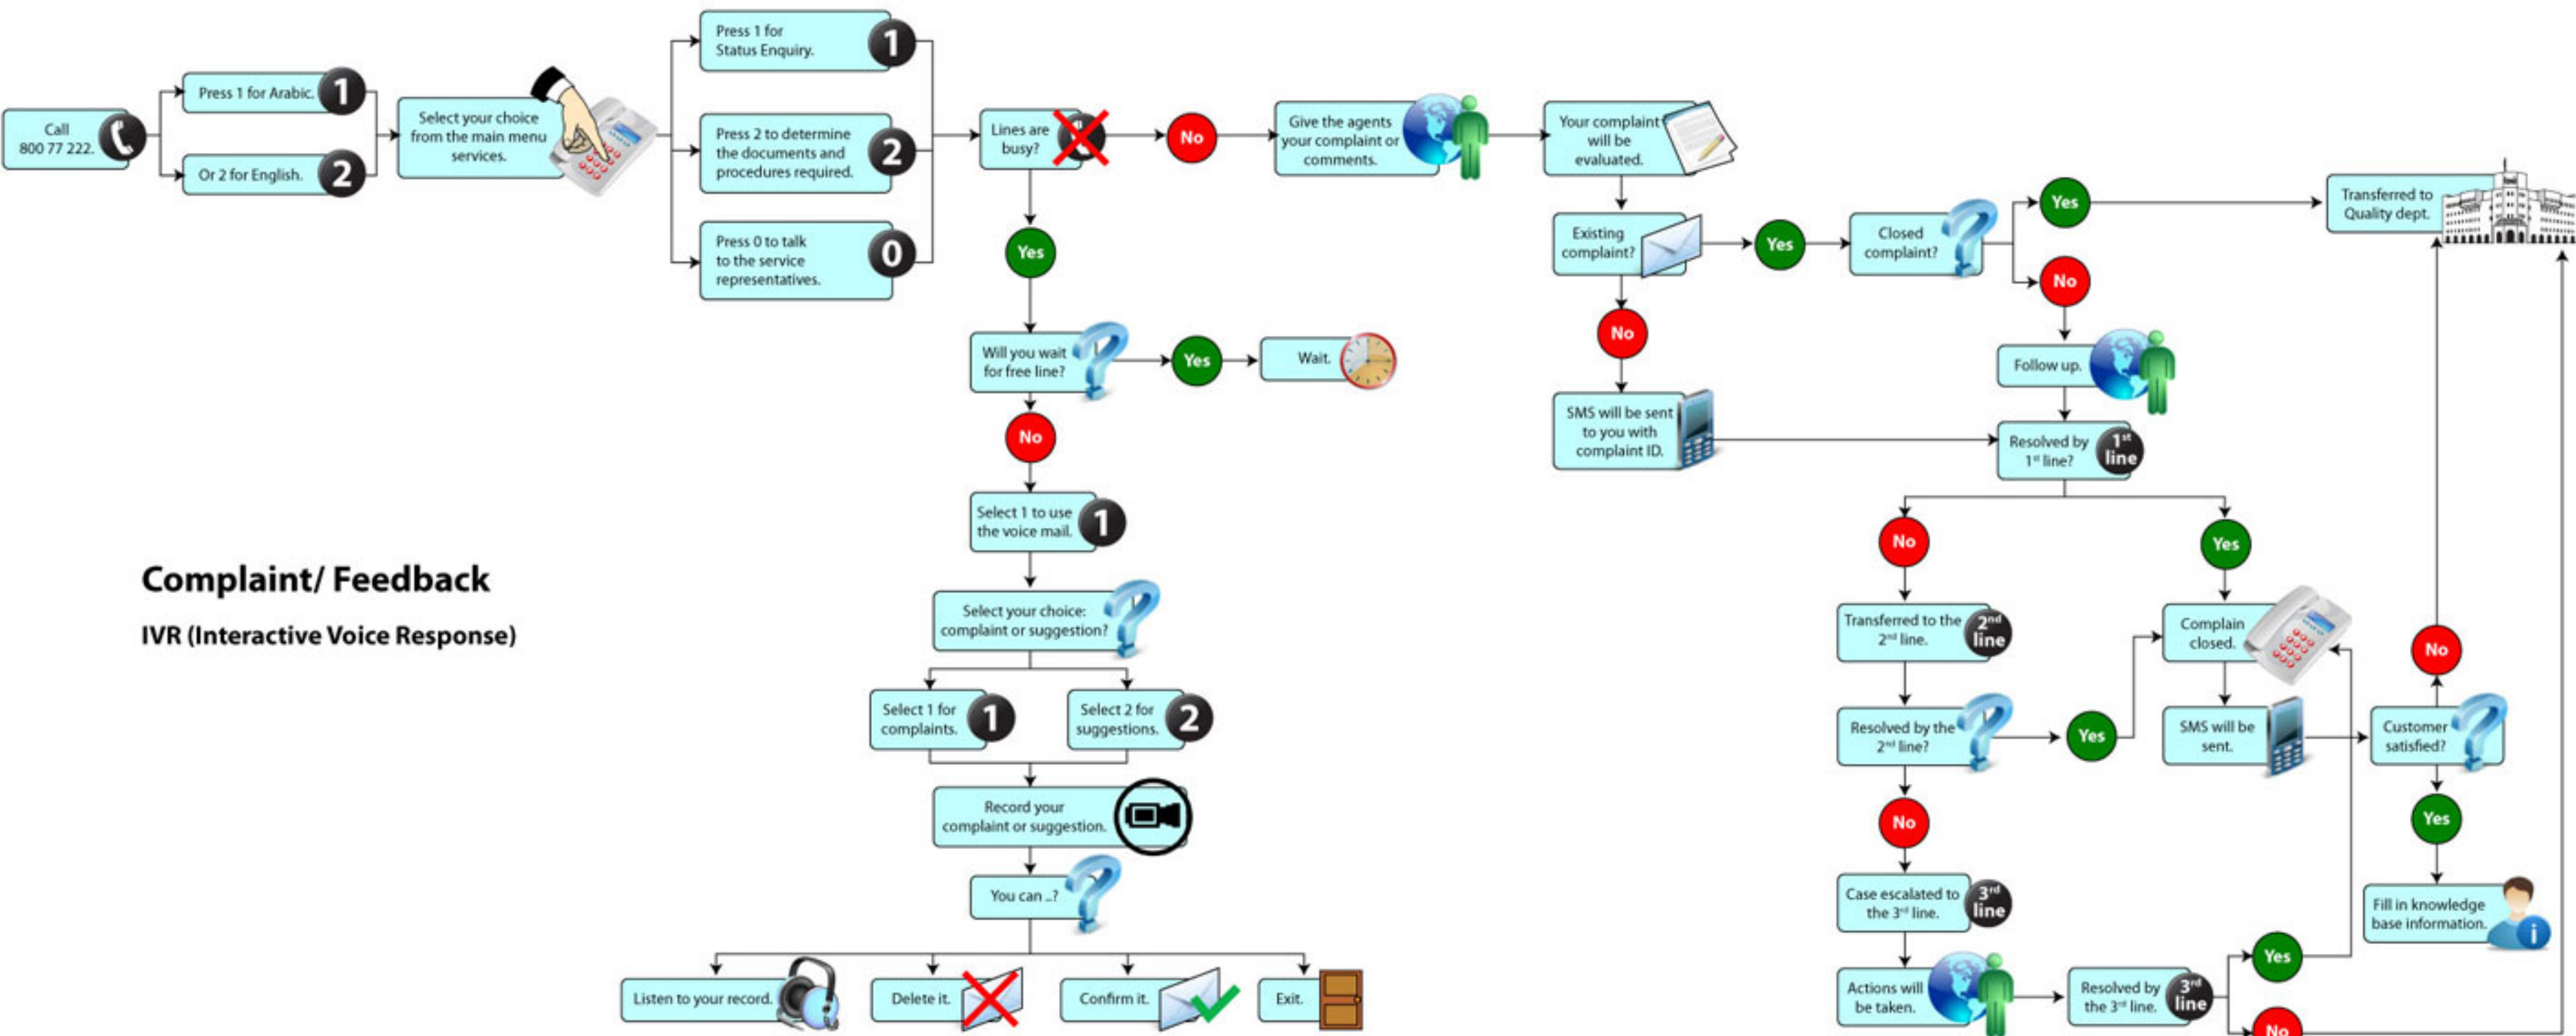 Call
800 77 222.
Press 1 for Arabic.
1
Or 2 for English.
2
Select your choice
from the main menu
services.
Press 1 for
Status Enquiry.
1
Press 2 to determine
the documents and
procedures required.
2
Press 0 to talk
to the service
representatives.
0
Lines are
busy?
No
Give the agents
your complaint or
comments.
Your complaint
will be
evaluated.
Yes
Existing
complaint?
Yes
Closed
complaint?
Yes
Transferred to
Quality dept.
No
No
Follow up.
SMS will be sent
to you with
complaint ID.
Resolved by
1st line?
1st
line
Will you wait
for free line?
Yes
Wait.
No
Select 1 to use
the voice mail.
1
Complaint/ Feedback
IVR (Interactive Voice Response)
Select your choice:
complaint or suggestion?
Select 1 for
complaints.
1
Select 2 for
suggestions.
2
Record your
complaint or suggestion.
You can ..?
Listen to your record.
Delete it.
Confirm it.
Exit.
No
Yes
Transferred to the
2nd line.
2nd
line
Complain
closed.
No
Resolved by the
2nd line?
Yes
SMS will be
sent.
Customer
satisfied?
No
Yes
Case escalated to
the 3rd line.
3rd
line
Fill in knowledge
base information.
i
Actions will
be taken.
Resolved by
the 3rd line.
3rd
line
Yes
No